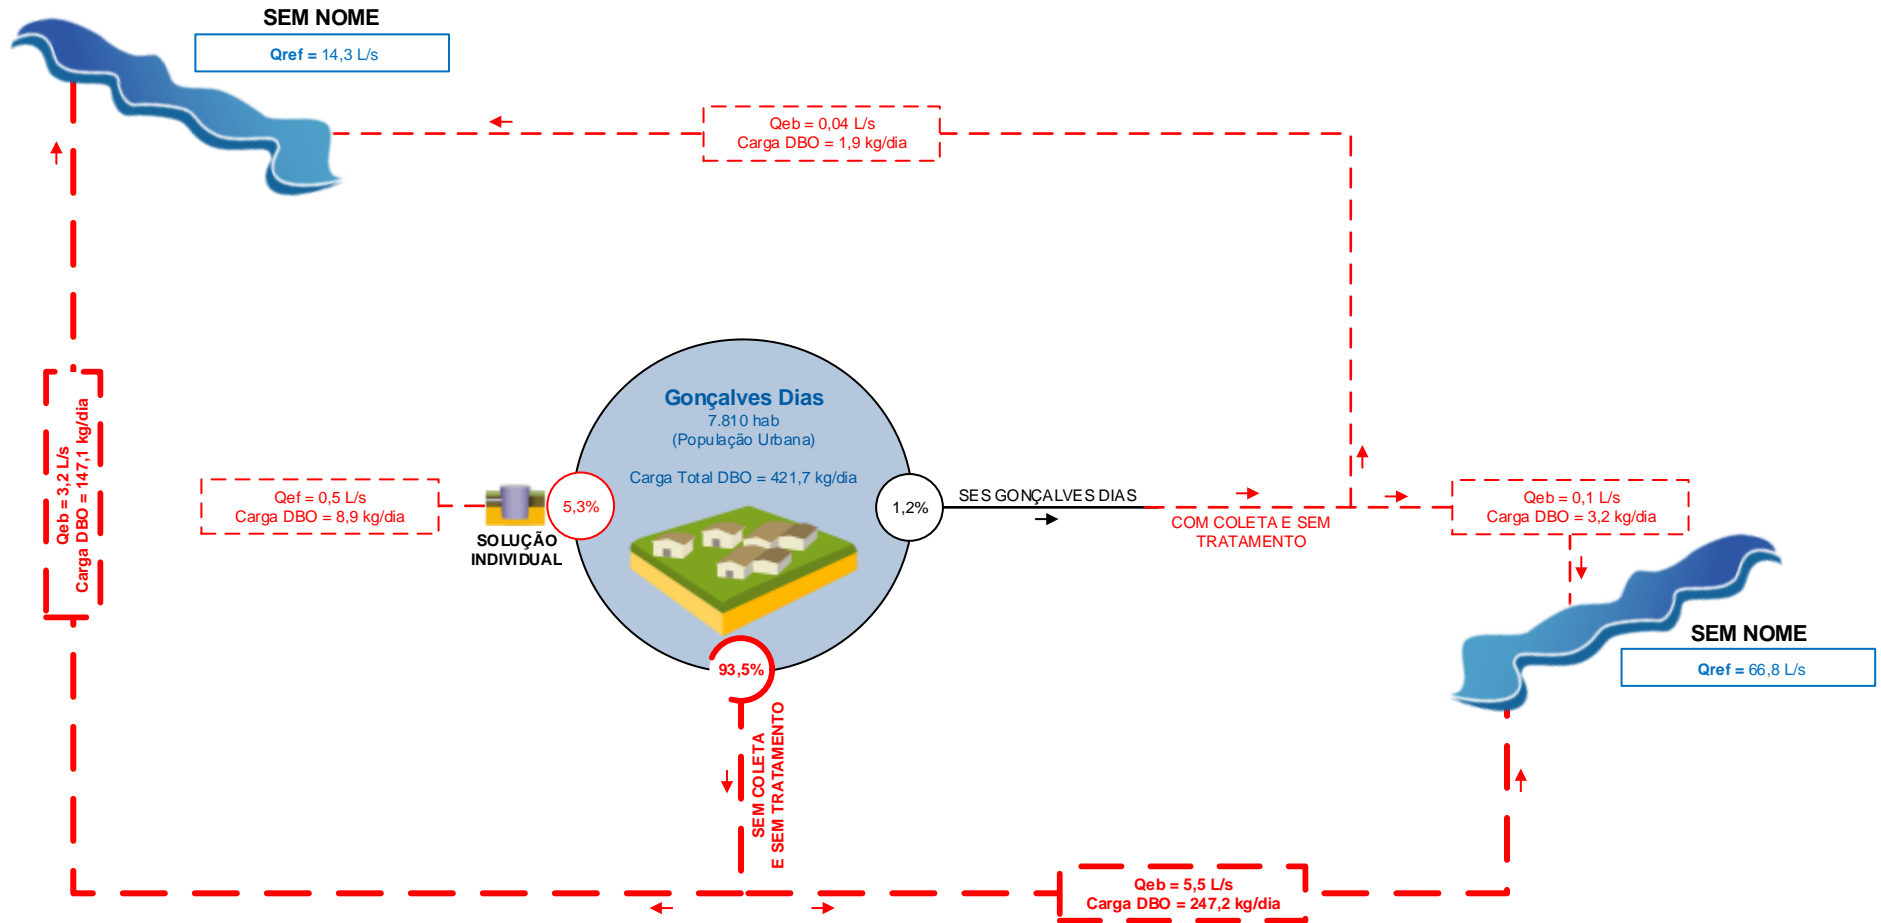 SEM NOME
Qref = 14,3 L/s
Qeb = 0,04 L/s
Carga DBO = 1,9 kg/dia
Qeb = 3,2 L/s
Carga DBO = 147,1 kg/dia
Gonçalves Dias
7.810 hab
(População Urbana)
Carga Total DBO = 421,7 kg/dia
Qef = 0,5 L/s
Carga DBO = 8,9 kg/dia
SOLUÇÃO
INDIVIDUAL
5,3%
1,2%
SES GONÇALVES DIAS
COM COLETA E SEM
TRATAMENTO
Qeb = 0,1 L/s
Carga DBO = 3,2 kg/dia
SEM NOME
Qref = 66,8 L/s
93,5%
SEM COLETA
E SEM TRATAMENTO
Qeb = 5,5 L/s
Carga DBO = 247,2 kg/dia